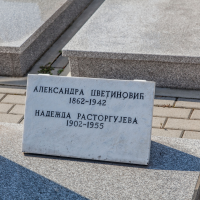 АЛЕКСАНДРА ЦВЕТИНОВИЋ
1862-1942
НАДЕЖДА РАСТОРГУЈЕВА
1902-1955